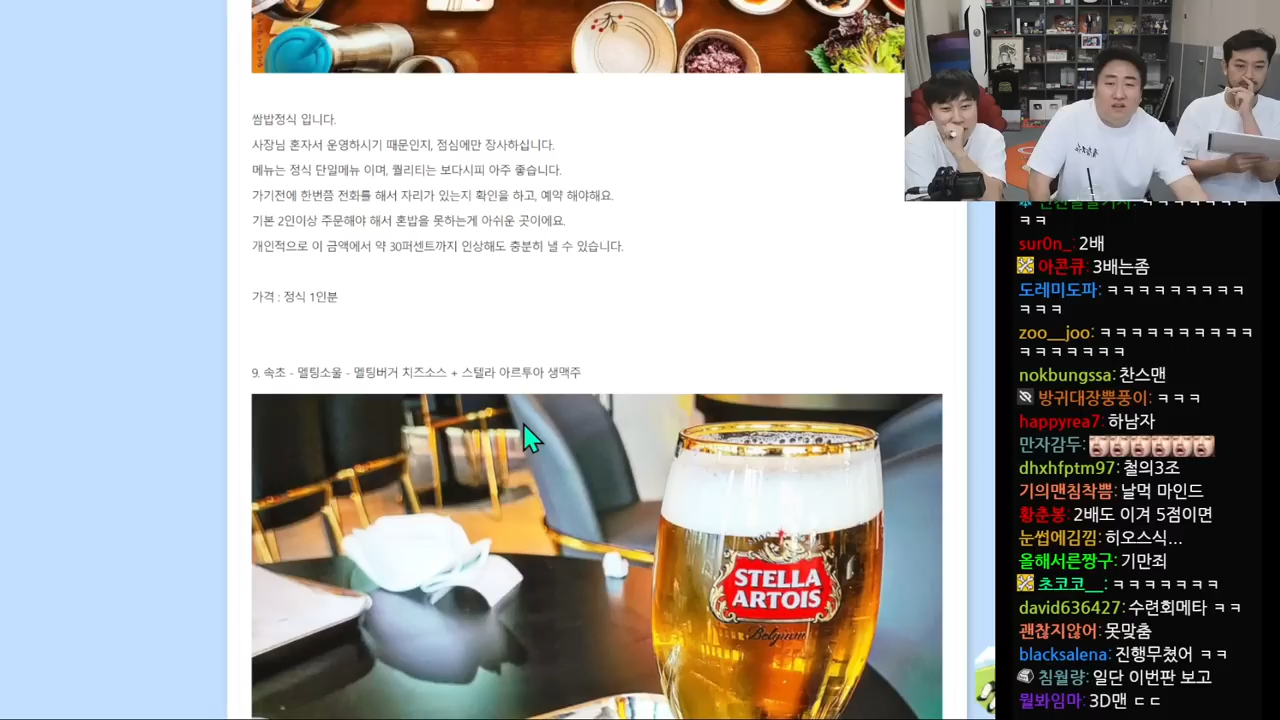 쌈밥정식 입니다.
사장님 혼자서 운영하시기 때문인지, 점심에만 장사하십니다.
메뉴는 정식 단일메뉴 이며, 퀄리티는 보다시피 아주 좋습니다.
가기전에 한번쯤 전화를 해서 자리가 있는지 확인을 하고, 예약 해야해요.
기본 2인이상 주문해야 해서 혼밥을 못하는게 아쉬운 곳이에요.
개인적으로 이 금액에서 약 30퍼센트까지 인상해도 충분히 낼 수 있습니다.
가격 : 정식 1인분
9. 속초 - 멜팅소울 - 멜팅버거 치즈소스 + 스텔라 아르투아 생맥주
STELLA
ARTOIS
Belgium
ㅋㅋ
sur0n_: 2배
아콘큐: 3배는좀
도레미도파: ㅋㅋㅋㅋㅋㅋㅋㅋㅋ
ㅋㅋㅋ
zoo__joo: ㅋㅋㅋㅋㅋㅋㅋㅋㅋㅋ
ㅋㅋㅋㅋㅋㅋㅋ
nokbungssa: 찬스맨
방귀대장뿡풍이: ㅋㅋㅋ
happyrea7: 하남자
만자감두:
dhxhfptm97: 철의3조
기의맨침착쁨: 날먹 마인드
황춘봉: 2배도 이겨 5점이면
눈썹에김낌: 히오스식...
올해서른짱구: 기만죄
초코코__: ㅋㅋㅋㅋㅋㅋㅋ
david636427: 수련회메타 ㅋㅋ
괜찮지않어: 못맞춤
blacksalena: 진행무쳤어 ㅋㅋ
침월량: 일단 이번판 보고
뭘봐임마: 3D맨 ㄷㄷ